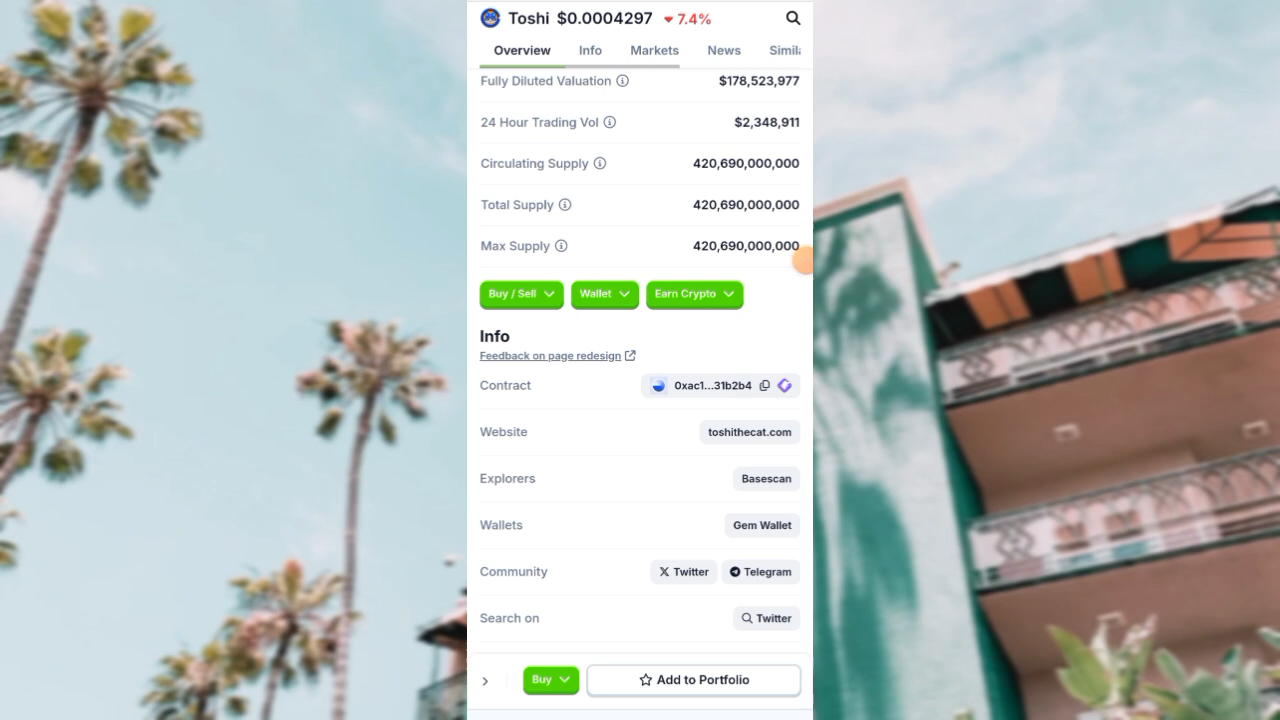 Toshi $0.0004297 7.4%
Overview Info Markets News Simila
Fully Diluted Valuation $178,523,977
24 Hour Trading Vol $2,348,911
Circulating Supply 420,690,000,000
Total Supply 420,690,000,000
Max Supply 420,690,000,000
Buy / Sell Wallet Earn Crypto
Info
Feedback on page redesign
Contract 0xac1...31b2b4
Website toshithecat.com
Explorers Basescan
Wallets Gem Wallet
Community Twitter Telegram
Search on Twitter
Buy Add to Portfolio